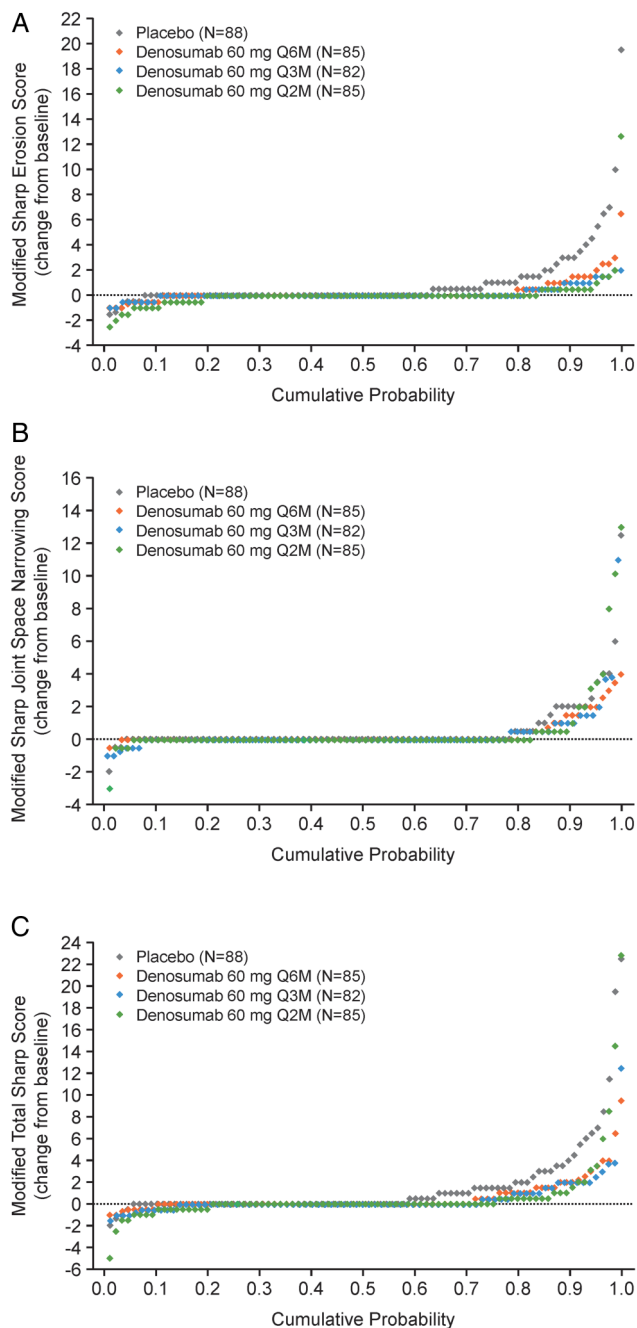 A
Modified Sharp Erosion Score
(change from baseline)
22
20
18
16
14
12
10
8
6
4
2
0
-2
-4
Placebo (N=88)
Denosumab 60 mg Q6M (N=85)
Denosumab 60 mg Q3M (N=82)
Denosumab 60 mg Q2M (N=85)
0.0 0.1 0.2 0.3 0.4 0.5 0.6 0.7 0.8 0.9 1.0
Cumulative Probability
B
Modified Sharp Joint Space Narrowing Score
(change from baseline)
16
14
12
10
8
6
4
2
0
-2
-4
Placebo (N=88)
Denosumab 60 mg Q6M (N=85)
Denosumab 60 mg Q3M (N=82)
Denosumab 60 mg Q2M (N=85)
0.0 0.1 0.2 0.3 0.4 0.5 0.6 0.7 0.8 0.9 1.0
Cumulative Probability
C
Modified Total Sharp Score
(change from baseline)
24
22
20
18
16
14
12
10
8
6
4
2
0
-2
-4
-6
Placebo (N=88)
Denosumab 60 mg Q6M (N=85)
Denosumab 60 mg Q3M (N=82)
Denosumab 60 mg Q2M (N=85)
0.0 0.1 0.2 0.3 0.4 0.5 0.6 0.7 0.8 0.9 1.0
Cumulative Probability